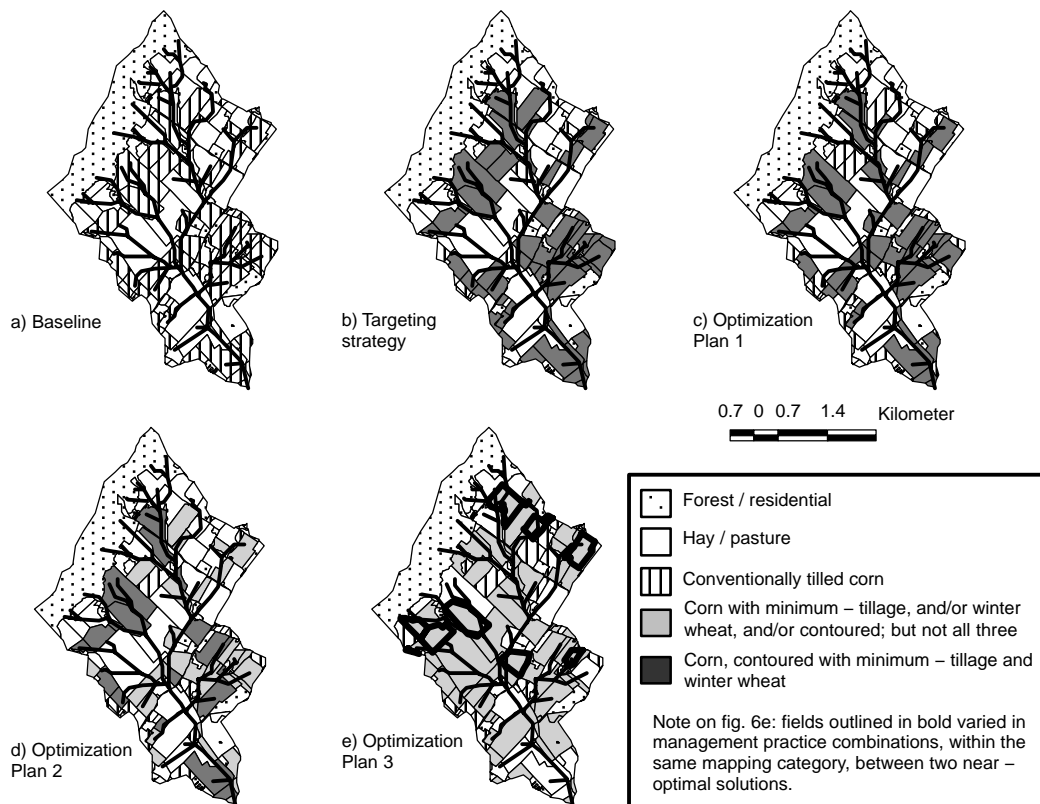 a) Baseline
b) Targeting
strategy
c) Optimization
Plan 1
0.7 0 0.7 1.4 Kilometer
d) Optimization
Plan 2
e) Optimization
Plan 3
Forest / residential
Hay / pasture
Conventionally tilled corn
Corn with minimum – tillage, and/or winter
wheat, and/or contoured; but not all three
Corn, contoured with minimum – tillage and
winter wheat
Note on fig. 6e: fields outlined in bold varied in
management practice combinations, within the
same mapping category, between two near –
optimal solutions.